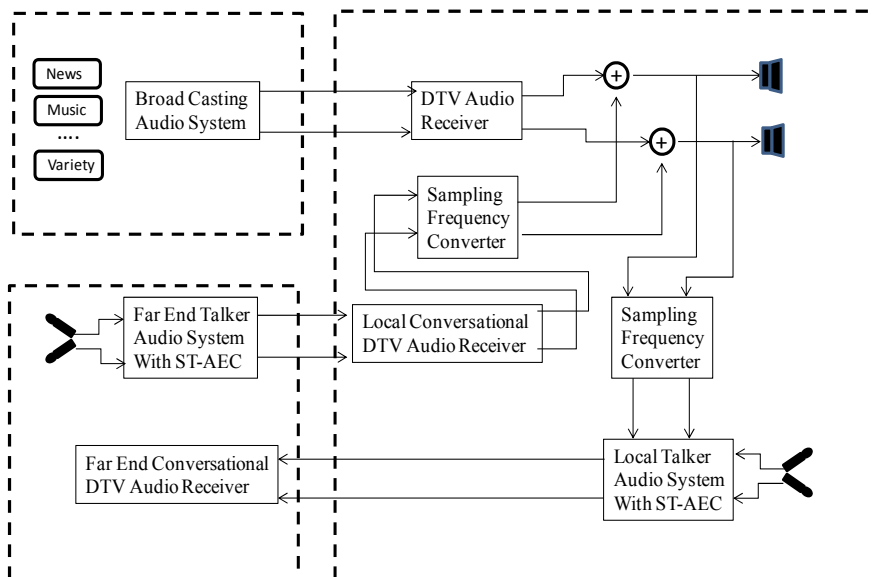 News
Music
....
Variety
Broad Casting
Audio System
DTV Audio
Receiver
+
+
Sampling
Frequency
Converter
Far End Talker
Audio System
With ST-AEC
Local Conversational
DTV Audio Receiver
Sampling
Frequency
Converter
Far End Conversational
DTV Audio Receiver
Local Talker
Audio System
With ST-AEC